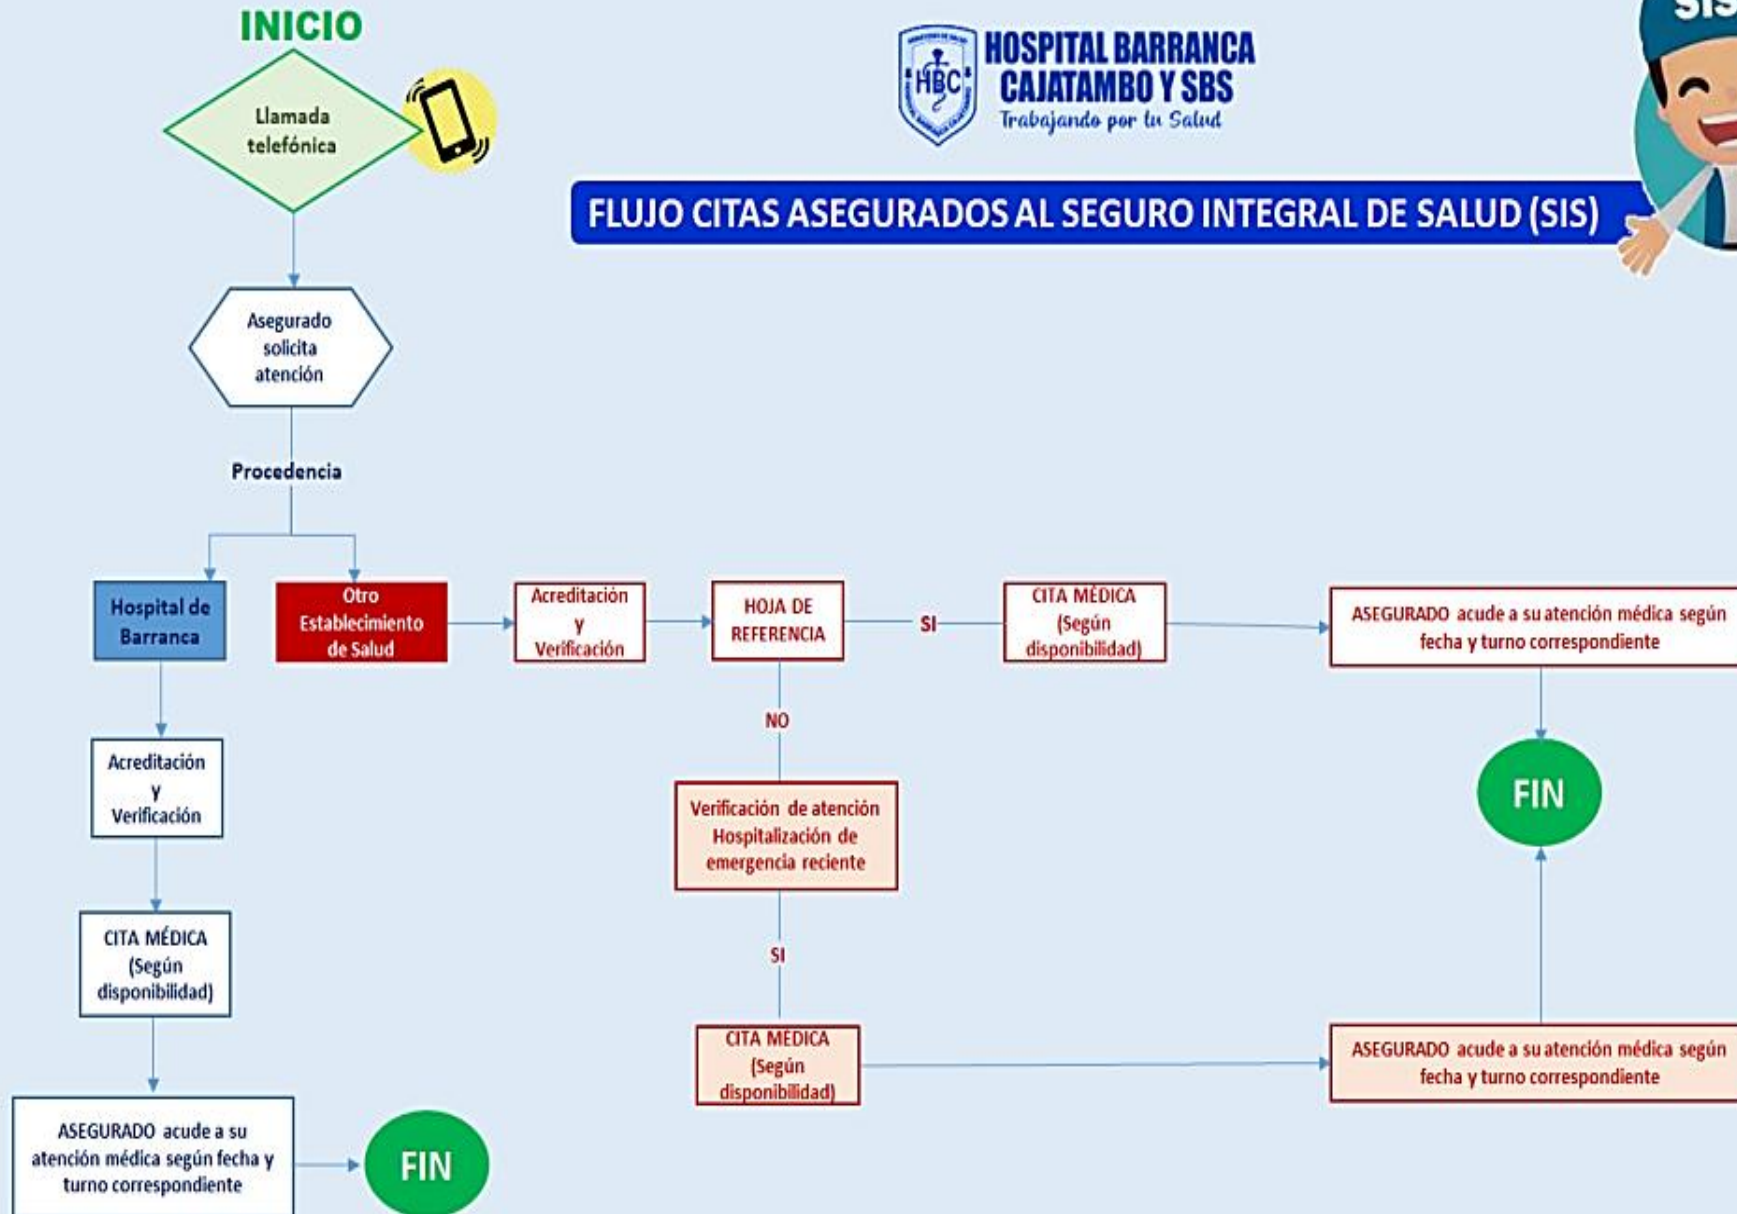 INICIO
Llamada
telefónica
HBC
HOSPITAL BARRANCA
CAJATAMBO Y SBS
Trabajando por tu Salud
SIS
FLUJO CITAS ASEGURADOS AL SEGURO INTEGRAL DE SALUD (SIS)
Asegurado
solicita
atención
Procedencia
Hospital de
Barranca
Otro
Establecimiento
de Salud
Acreditación
y
Verificación
HOJA DE
REFERENCIA
SI
CITA MÉDICA
(Según
disponibilidad)
ASEGURADO acude a su atención médica según
fecha y turno correspondiente
NO
FIN
Acreditación
y
Verificación
Verificación de atención
Hospitalización de
emergencia reciente
CITA MÉDICA
(Según
disponibilidad)
SI
CITA MÉDICA
(Según
disponibilidad)
ASEGURADO acude a su atención médica según
fecha y turno correspondiente
ASEGURADO acude a su
atención médica según fecha y
turno correspondiente
FIN